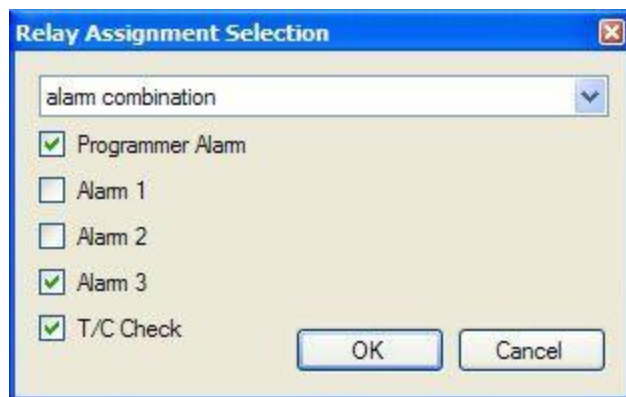 Relay Assignment Selection
alarm combination
Programmer Alarm
Alarm 1
Alarm 2
Alarm 3
T/C Check
OK
Cancel